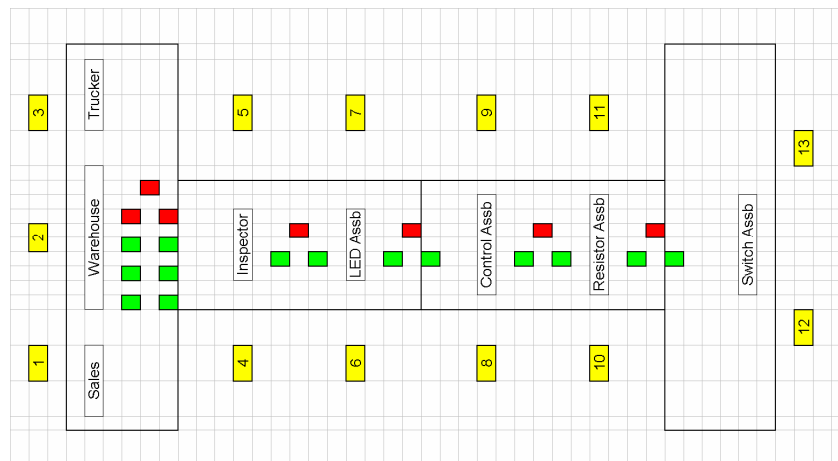 3
Trucker
5
7
9
11
13
2
Warehouse
Inspector
LED Assb
Control Assb
Resistor Assb
Switch Assb
12
1
Sales
4
6
8
10